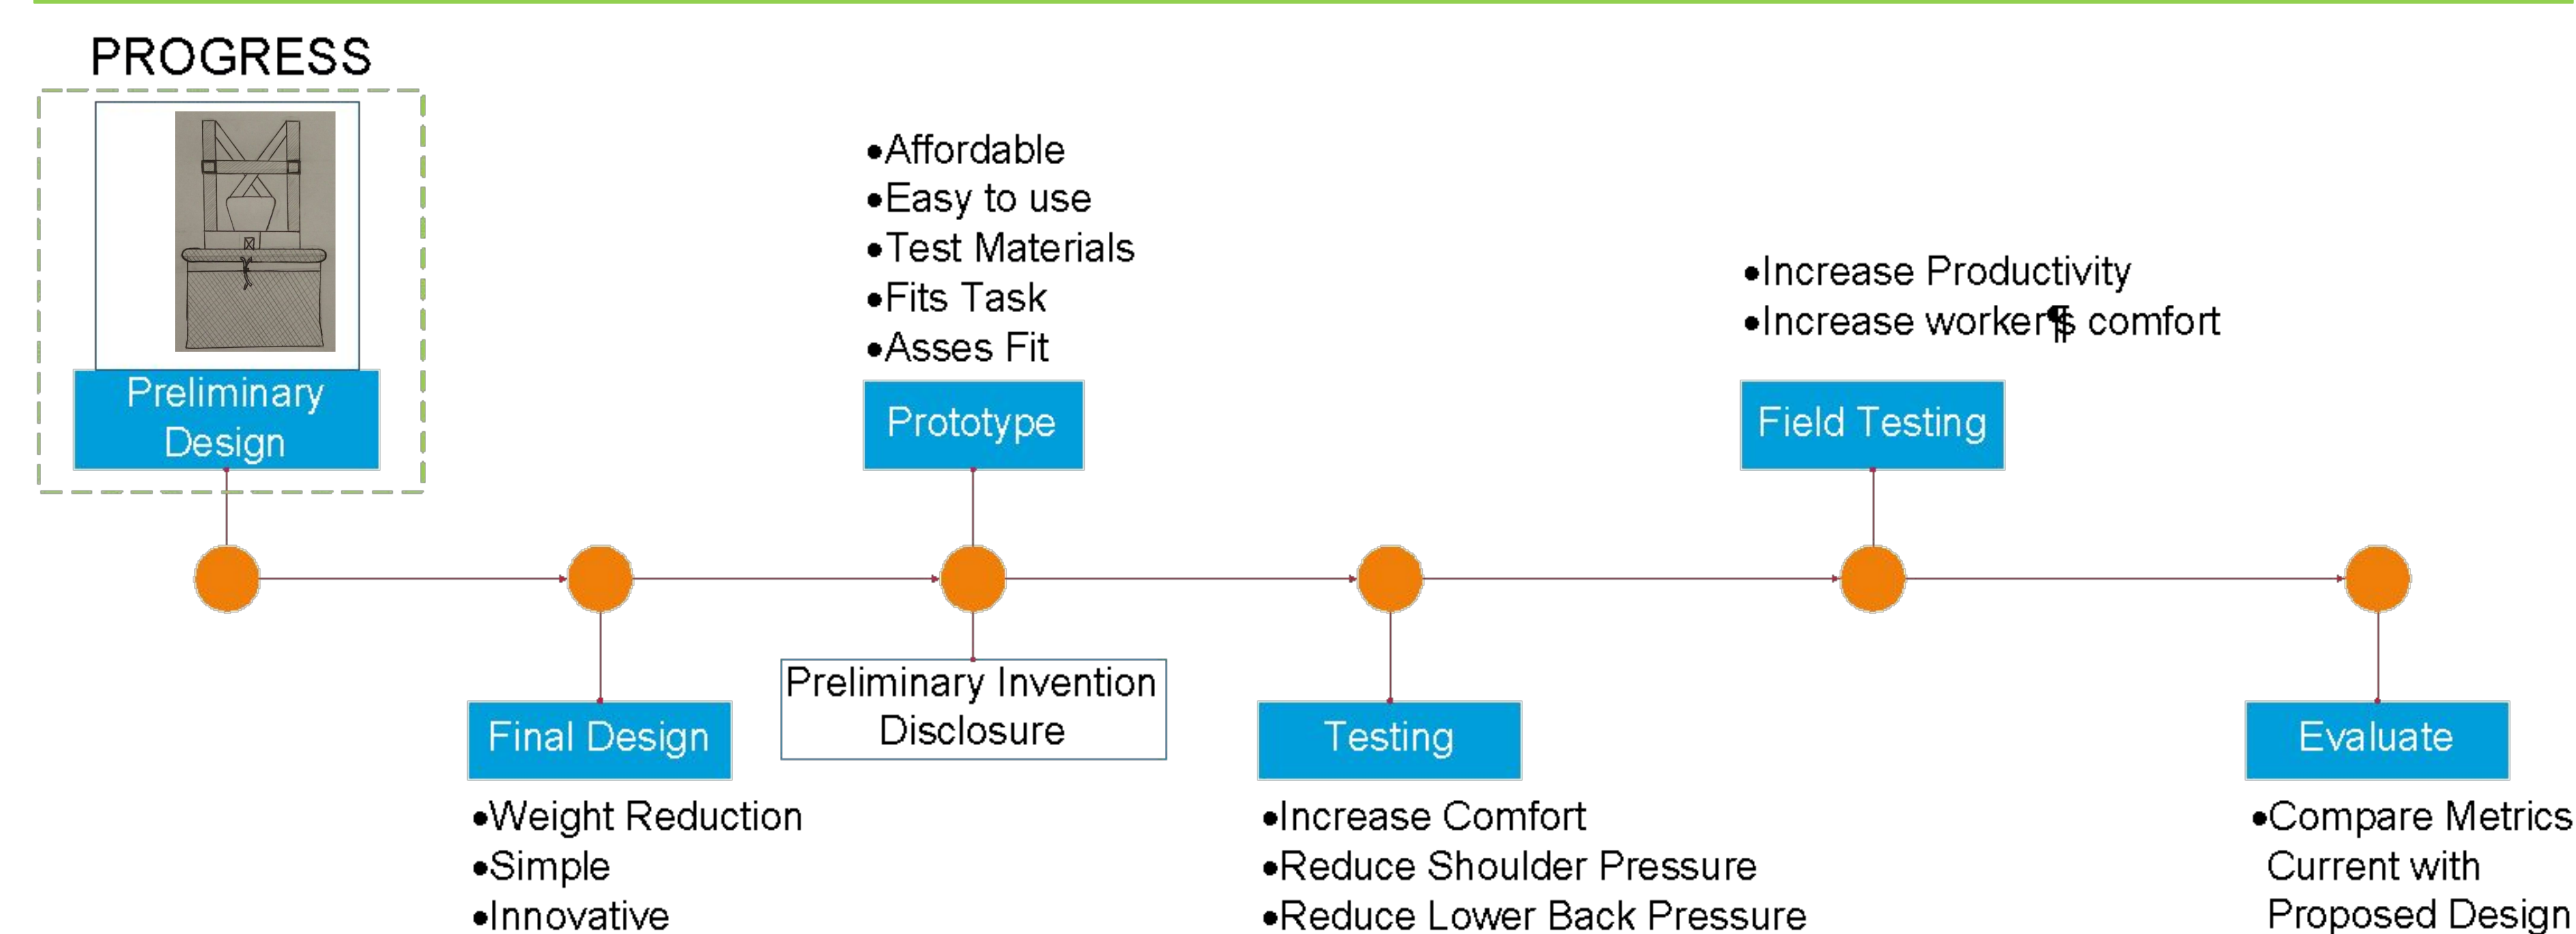 PROGRESS
Preliminary
Design
Final Design
•Weight Reduction
•Simple
•Innovative
•Affordable
•Easy to use
•Test Materials
•Fits Task
•Asses Fit
Prototype
Preliminary Invention
Disclosure
Testing
•Increase Comfort
•Reduce Shoulder Pressure
•Reduce Lower Back Pressure
•Increase Productivity
•Increase worker¶s comfort
Field Testing
Evaluate
•Compare Metrics
Current with
Proposed Design